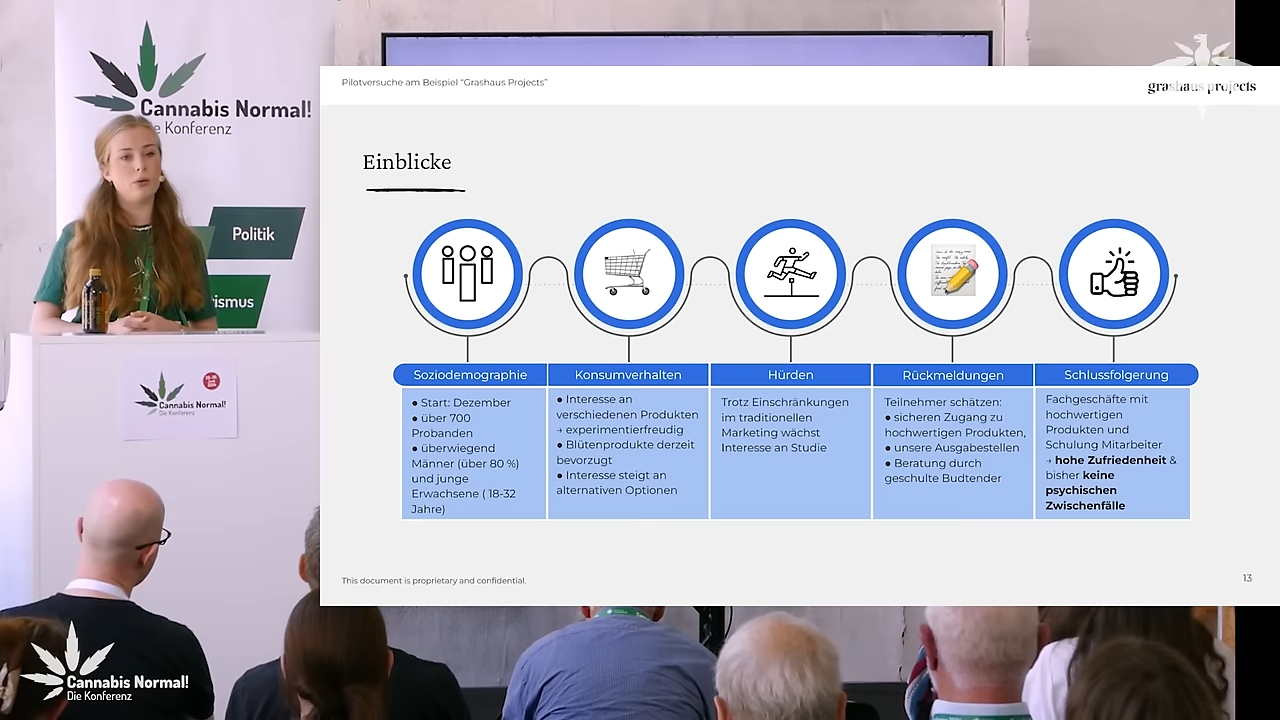 Cannabis Normal!
Die Konferenz
Politik
ismus
Cannabis Normal!
Die Konferenz
Pilotversuche am Beispiel “Grashaus Projects”
grashaus projects
Einblicke
Soziodemographie
● Start: Dezember
● über 700
Probanden
● überwiegend
Männer (über 80 %)
und junge
Erwachsene ( 18-32
Jahre)
Konsumverhalten
● Interesse an
verschiedenen Produkten
→ experimentierfreudig
● Blütenprodukte derzeit
bevorzugt
● Interesse steigt an
alternativen Optionen
Hürden
Trotz Einschränkungen
im traditionellen
Marketing wächst
Interesse an Studie
Rückmeldungen
Teilnehmer schätzen:
● sicheren Zugang zu
hochwertigen Produkten,
● unsere Ausgabestellen
● Beratung durch
geschulte Budtender
Schlussfolgerung
Fachgeschäfte mit
hochwertigen
Produkten und
Schulung Mitarbeiter
→ hohe Zufriedenheit &
bisher keine
psychischen
Zwischenfälle
This document is proprietary and confidential.
13
Cannabis Normal!
Die Konferenz